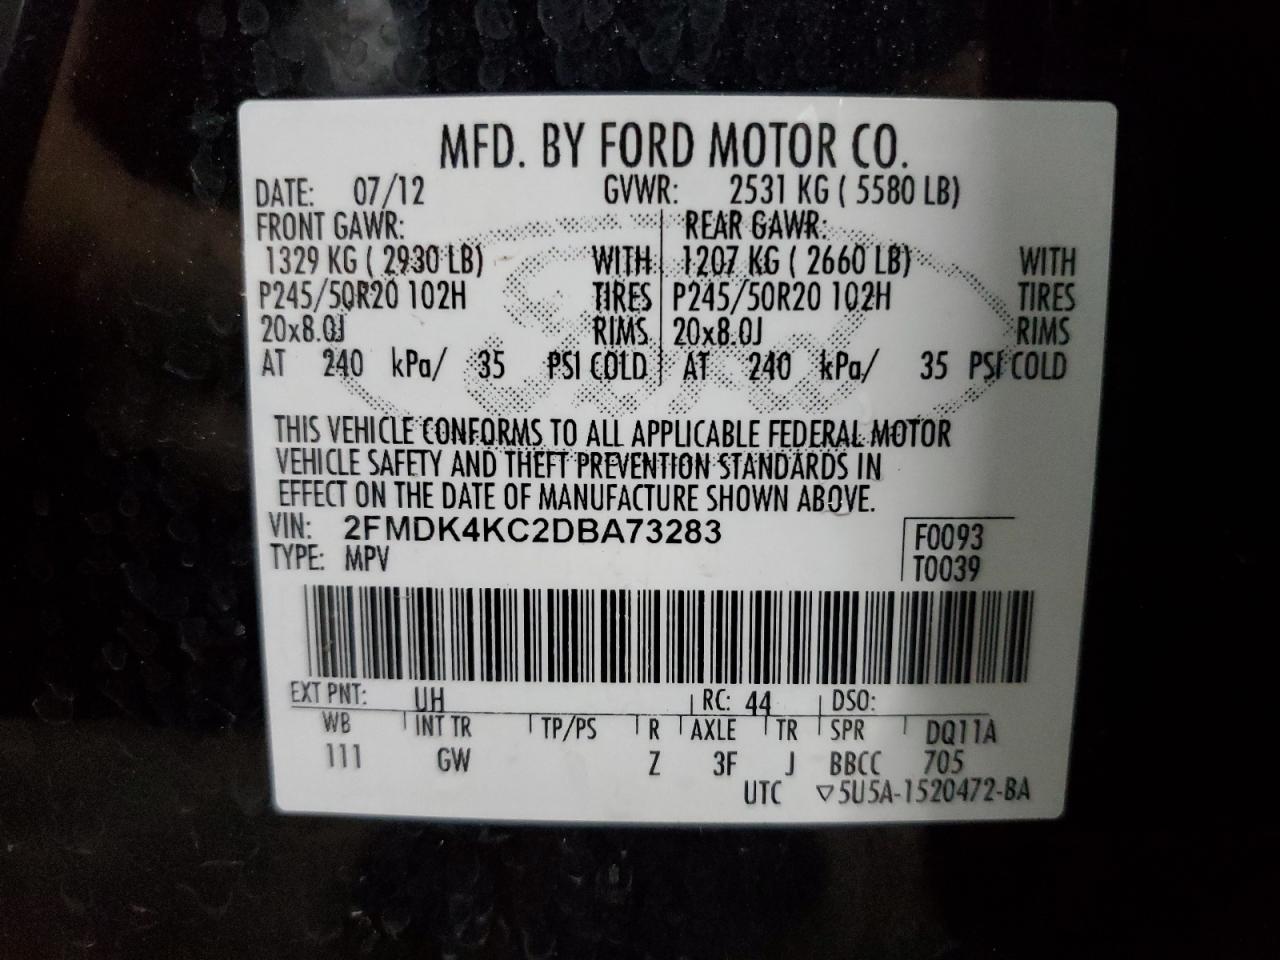 MFD. BY FORD MOTOR CO.
DATE: 07/12 GVWR: 2531 KG ( 5580 LB)
FRONT GAWR: REAR GAWR:
1329 KG ( 2930 LB) WITH 1207 KG ( 2660 LB) WITH
P245/50R20 102H TIRES P245/50R20 102H TIRES
20x8.0J RIMS 20x8.0J RIMS
AT 240 kPa/ 35 PSI COLD AT 240 kPa/ 35 PSI COLD
THIS VEHICLE CONFORMS TO ALL APPLICABLE FEDERAL MOTOR
VEHICLE SAFETY AND THEFT PREVENTION STANDARDS IN
EFFECT ON THE DATE OF MANUFACTURE SHOWN ABOVE.
VIN: 2FMDK4KC2DBA73283 F0093
TYPE: MPV T0039
EXT PNT: UH RC: 44 DSO:
WB INT TR TP/PS R AXLE TR SPR DQ11A
111 GW Z 3F J BBCC 705
UTC ▽5U5A-1520472-BA